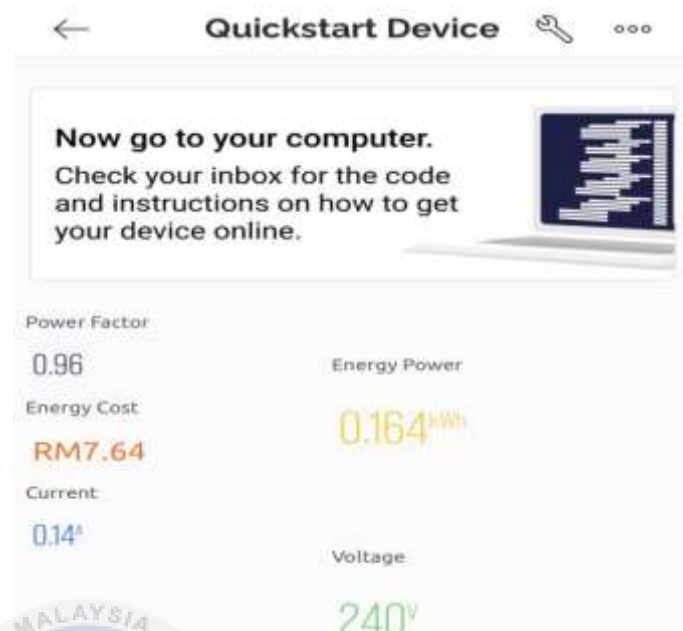 Quickstart Device
Now go to your computer.
Check your inbox for the code
and instructions on how to get
your device online.
Power Factor
0.96
Energy Power
Energy Cost
0.164kWh
RM7.64
Current
0.14A
Voltage
240V
MALAYSIA